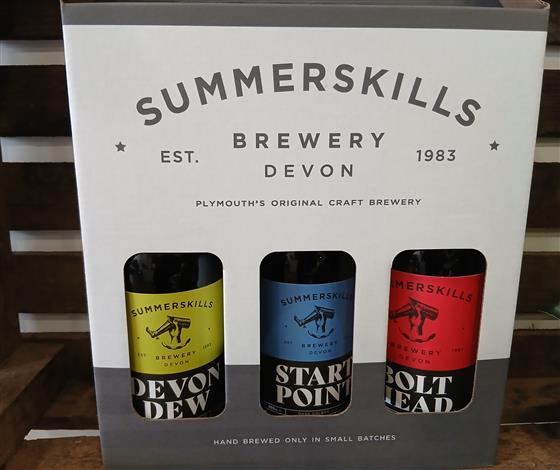 SUMMERSKILLS
BREWERY
EST.
1983
DEVON
PLYMOUTH'S ORIGINAL CRAFT BREWERY
SUMMERSKILLS
EST
1983
BREWERY
DEVON
DEVON
DEW
SUMMERSKILLS
EST
BREWERY
DEVON
START
POINT
MERSKILLS
BREWERY
1983
DEVON
BOLT
HEAD
HAND BREWED ONLY IN SMALL BATCHES